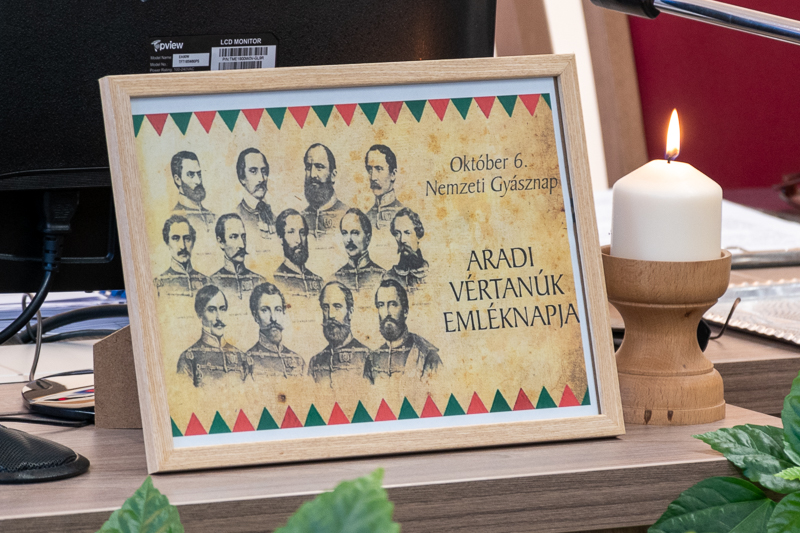 Topview
LCD MONITOR
Október 6.
Nemzeti Gyásznap
ARADI
VÉRTANÚK
EMLÉKNAPJA